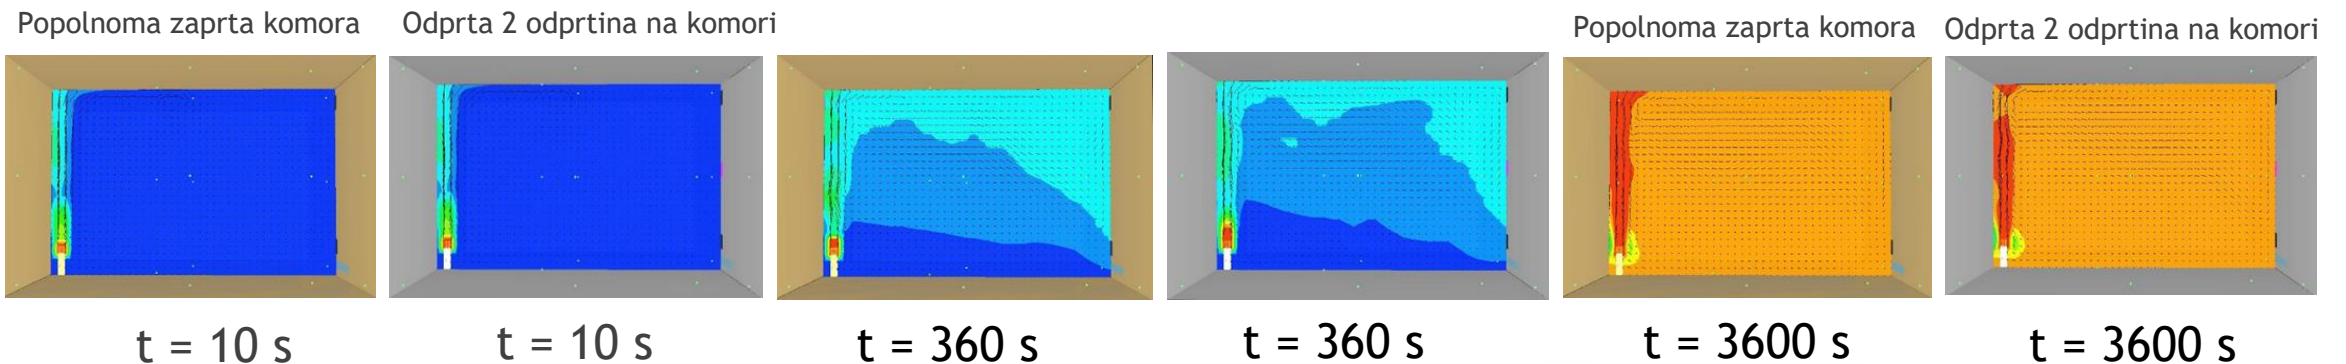 Popolnoma zaprta komora
Odprta 2 odprtina na komori
Popolnoma zaprta komora
Odprta 2 odprtina na komori
t = 10 s
t = 10 s
t = 360 s
t = 360 s
t = 3600 s
t = 3600 s